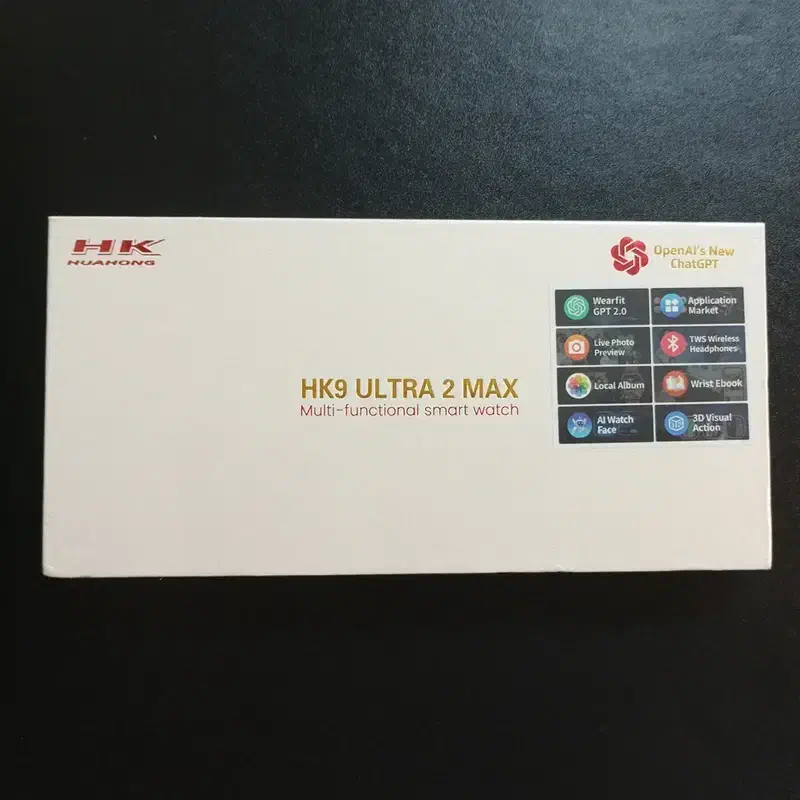 HK
HUAHONG
OpenAI's New
ChatGPT
Wearfit
GPT 2.0
Application
Market
Live Photo
Preview
TWS Wireless
Headphones
Local Album
Wrist Ebook
AI Watch
Face
3D Visual
Action
HK9 ULTRA 2 MAX
Multi-functional smart watch